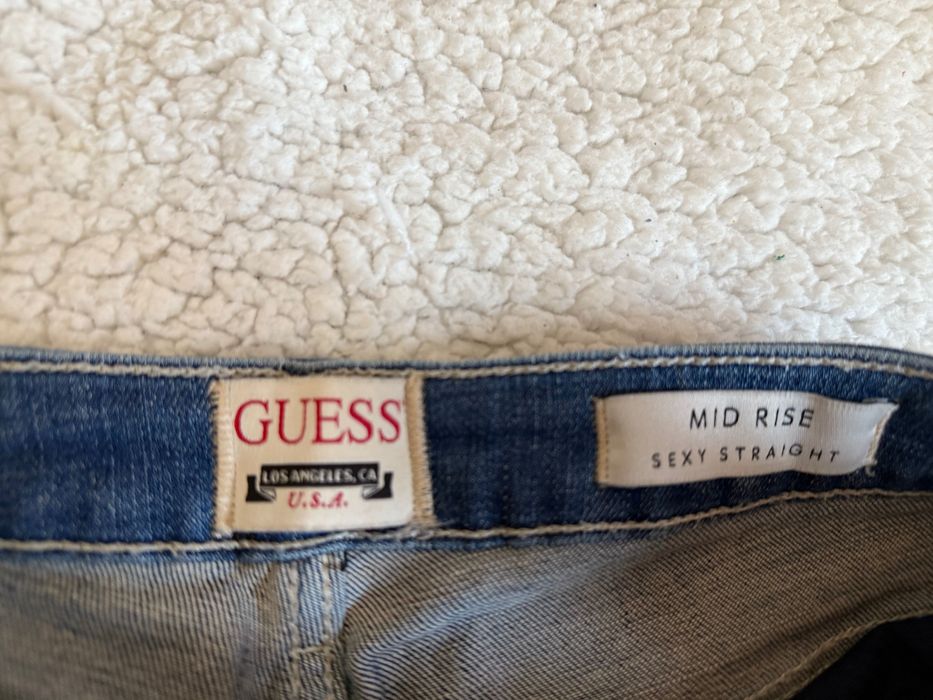 GUESS
LOS ANGELES, CA
U.S.A.
MID RISE
SEXY STRAIGHT